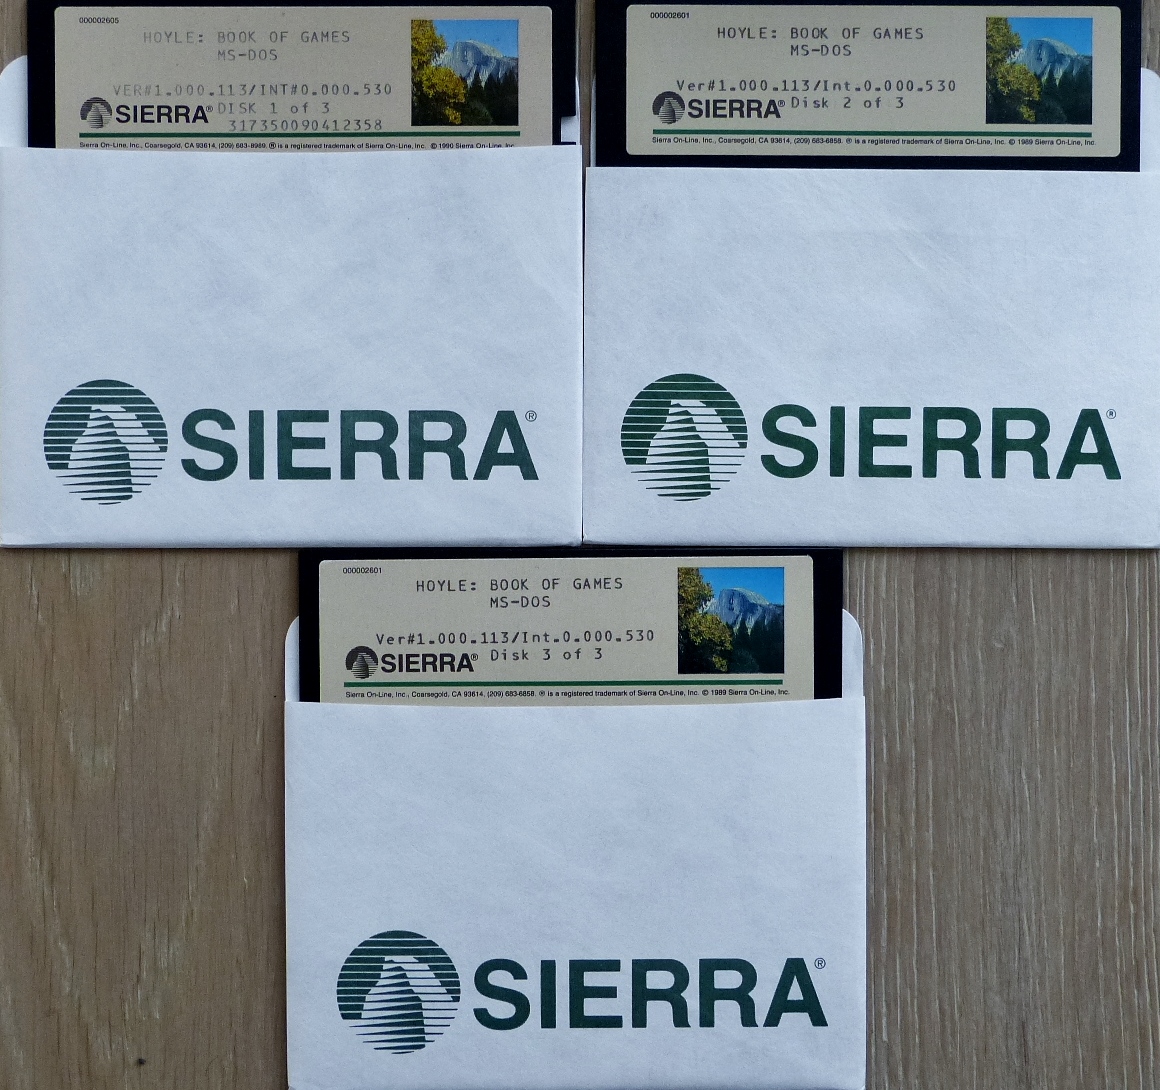 000002605
HOYLE: BOOK OF GAMES
MS-DOS
VER#1.000.113/INT#0.000.530
SIERRA® DISK 1 of 3
317350090412358
Sierra On-Line, Inc., Coarsegold, CA 93614, (209) 683-8989. ® is a registered trademark of Sierra On-Line, Inc. © 1990 Sierra On-Line, Inc.
SIERRA®
000002601
HOYLE: BOOK OF GAMES
MS-DOS
Ver#1.000.113/Int.0.000.530
SIERRA® Disk 2 of 3
Sierra On-Line, Inc., Coarsegold, CA 93614, (209) 683-6858. ® is a registered trademark of Sierra On-Line, Inc. © 1989 Sierra On-Line, Inc.
SIERRA®
000002601
HOYLE: BOOK OF GAMES
MS-DOS
Ver#1.000.113/Int.0.000.530
SIERRA® Disk 3 of 3
Sierra On-Line, Inc., Coarsegold, CA 93614, (209) 683-6858. ® is a registered trademark of Sierra On-Line, Inc. © 1989 Sierra On-Line, Inc.
SIERRA®